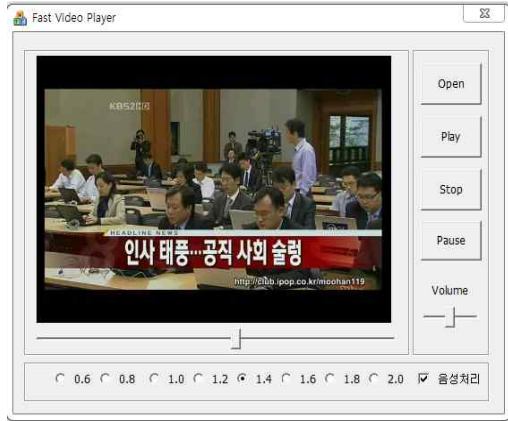 Fast Video Player
Open
KBS2
Play
Stop
HEADLINE NEWS
인사 태풍…공직 사회 술렁
Pause
http://club.ipop.co.kr/moohan119
Volume
0.6 0.8 1.0 1.2 1.4 1.6 1.8 2.0 음성처리